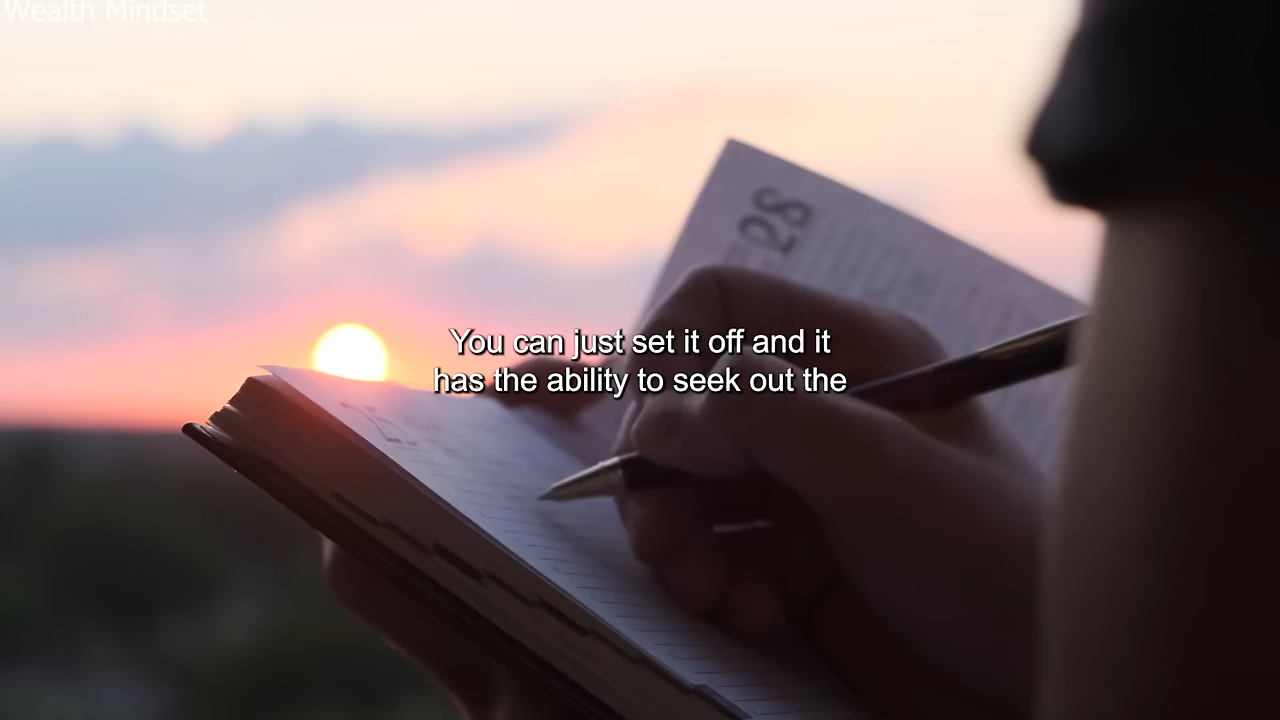 Wealth Mindset
28
You can just set it off and it
has the ability to seek out the